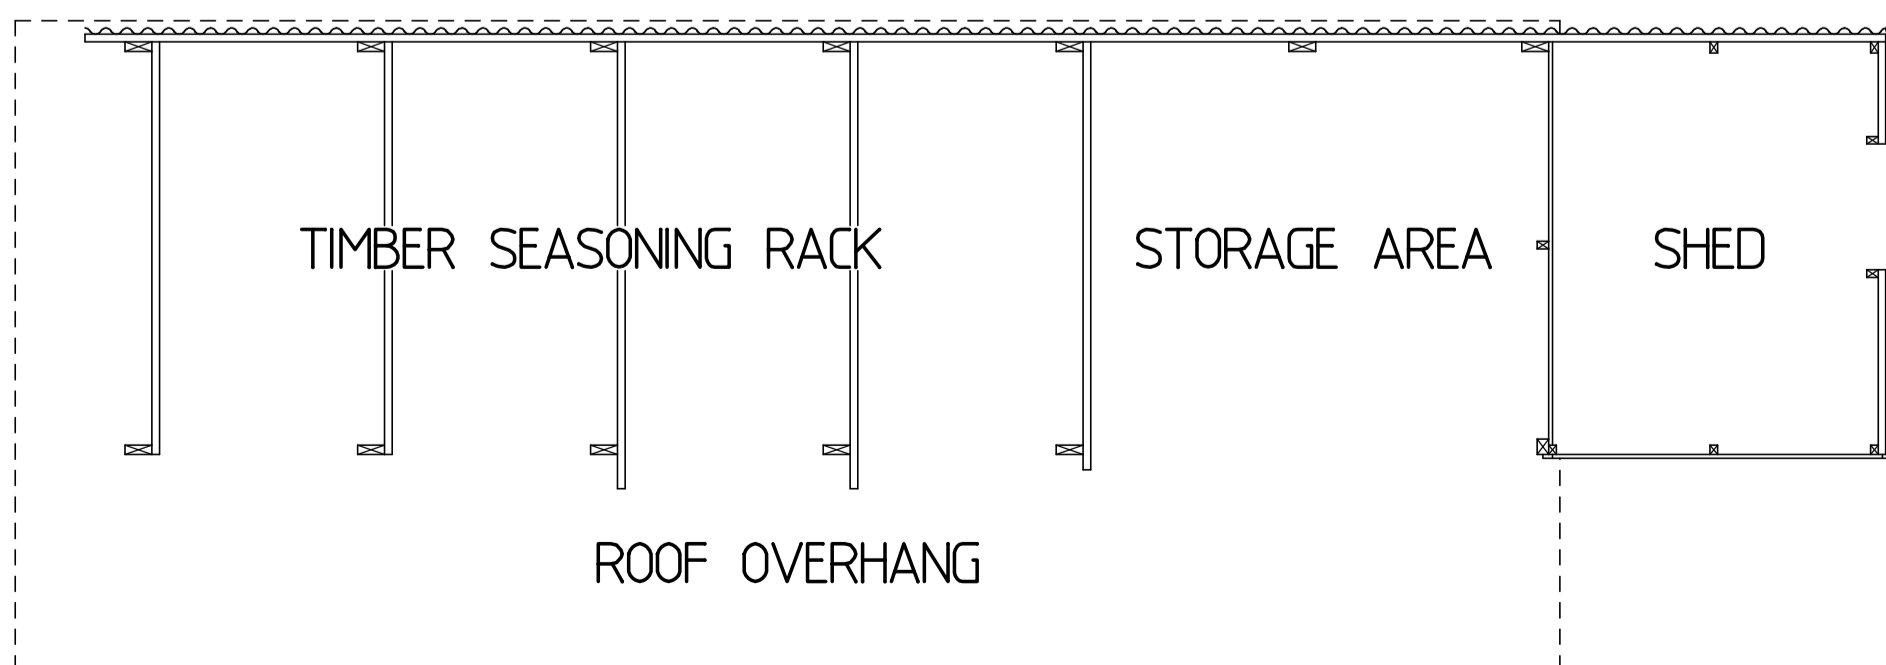 TIMBER SEASONING RACK
STORAGE AREA
SHED
ROOF OVERHANG